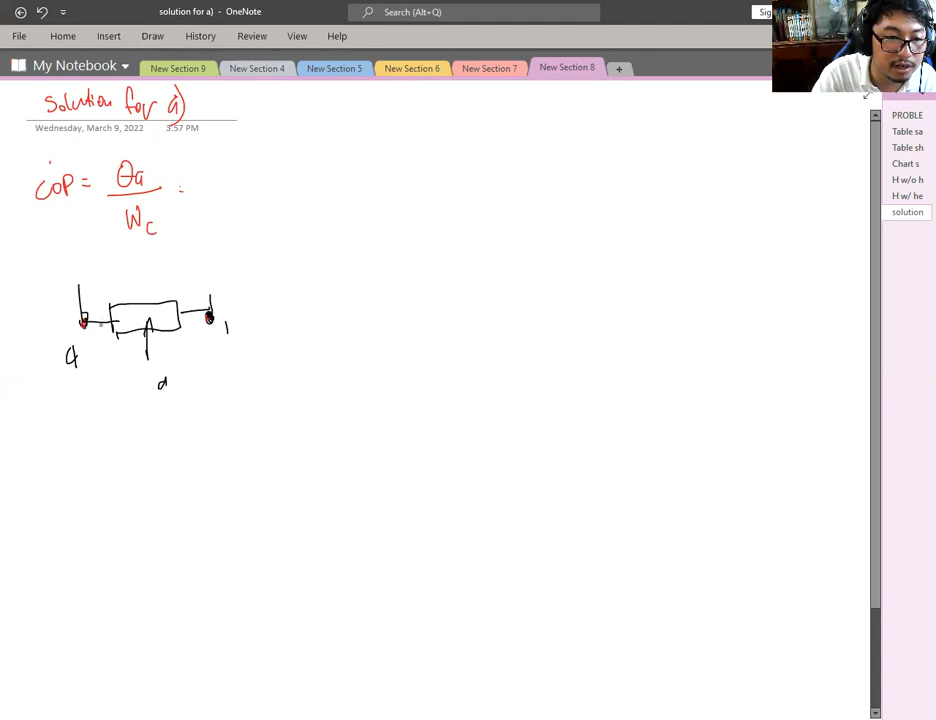 solution for a) - OneNote
Search (Alt+Q)
Sig
File Home Insert Draw History Review View Help
My Notebook New Section 9 New Section 4 New Section 5 New Section 6 New Section 7 New Section 8
Solution for a)
Wednesday, March 9, 2022 3:57 PM
COP = Qa / Wc =
4
1
PROBLE
Table sa
Table sh
Chart s
H w/o h
H w/ he
solution